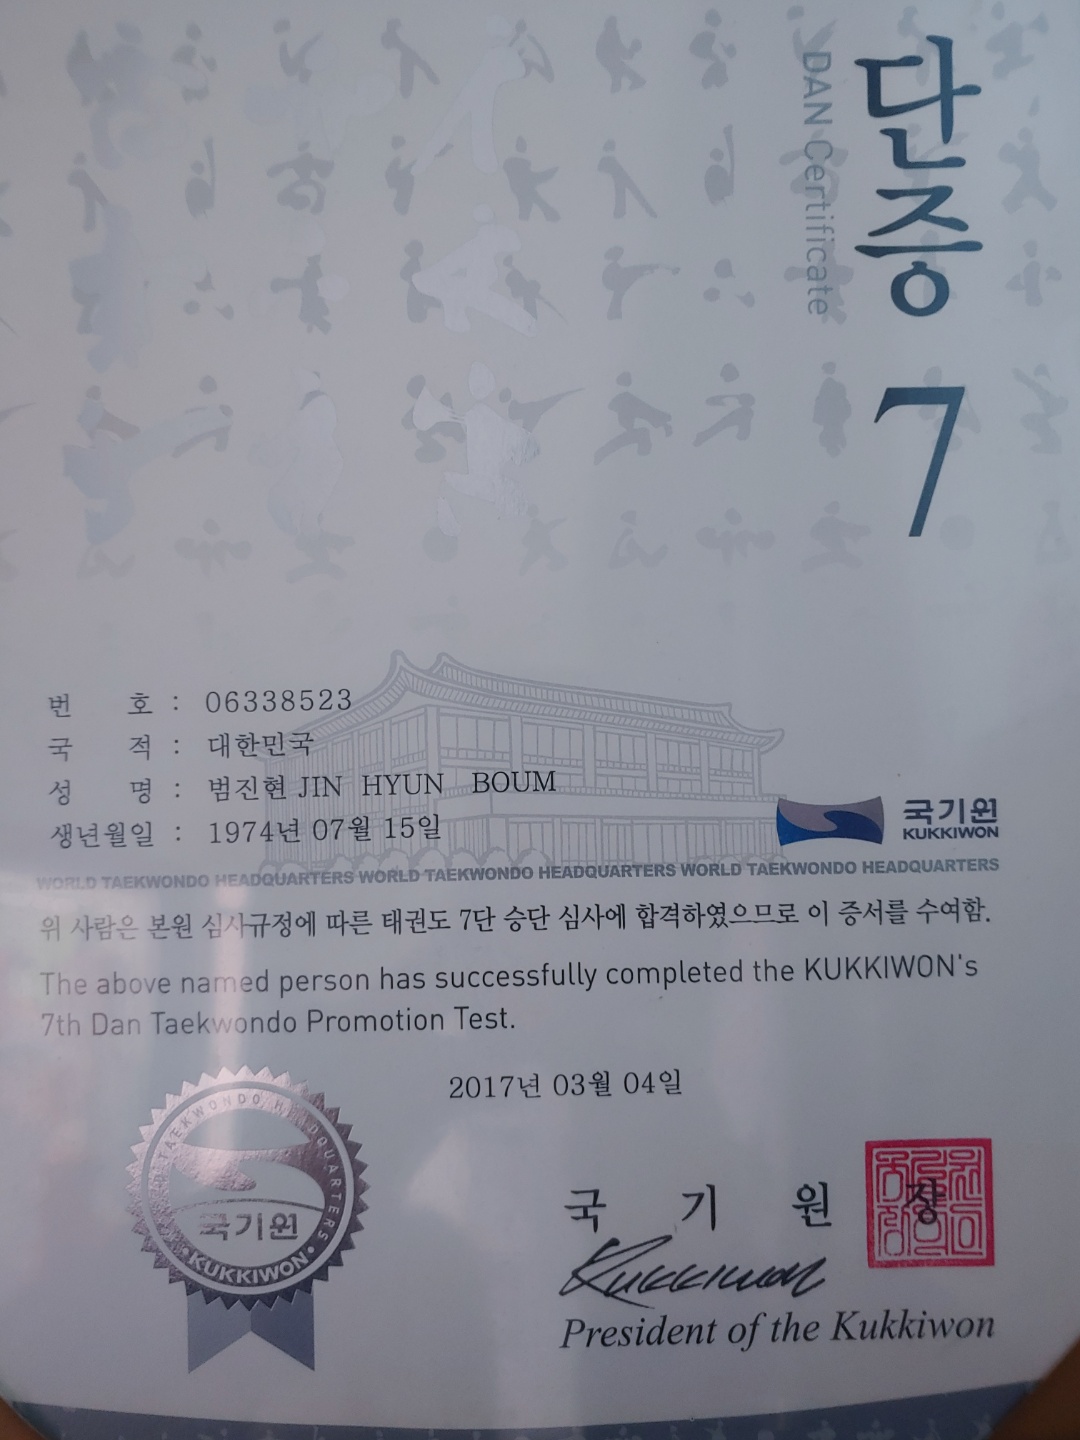 단증
DAN Certificate
7
번 호 : 06338523
국 적 : 대한민국
성 명 : 범진현 JIN HYUN BOUM
생년월일 : 1974년 07월 15일
국기원
KUKKIWON
WORLD TAEKWONDO HEADQUARTERS WORLD TAEKWONDO HEADQUARTERS WORLD TAEKWONDO HEADQUARTERS
위 사람은 본원 심사규정에 따른 태권도 7단 승단 심사에 합격하였으므로 이 증서를 수여함.
The above named person has successfully completed the KUKKIWON's
7th Dan Taekwondo Promotion Test.
2017년 03월 04일
TAEKWONDO HEADQUARTERS
국기원
·KUKKIWON·
국 기 원 장
Kukkiwon
President of the Kukkiwon